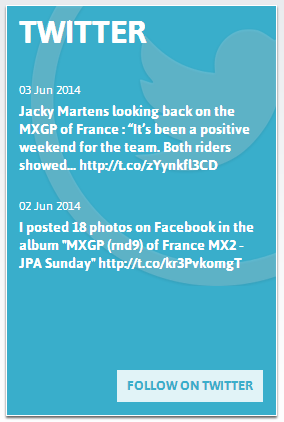 TWITTER
03 Jun 2014
Jacky Martens looking back on the
MXGP of France : “It’s been a positive
weekend for the team. Both riders
showed... http://t.co/zYynkfl3CD
02 Jun 2014
I posted 18 photos on Facebook in the
album "MXGP (rnd9) of France MX2 -
JPA Sunday" http://t.co/kr3PvkomgT
FOLLOW ON TWITTER